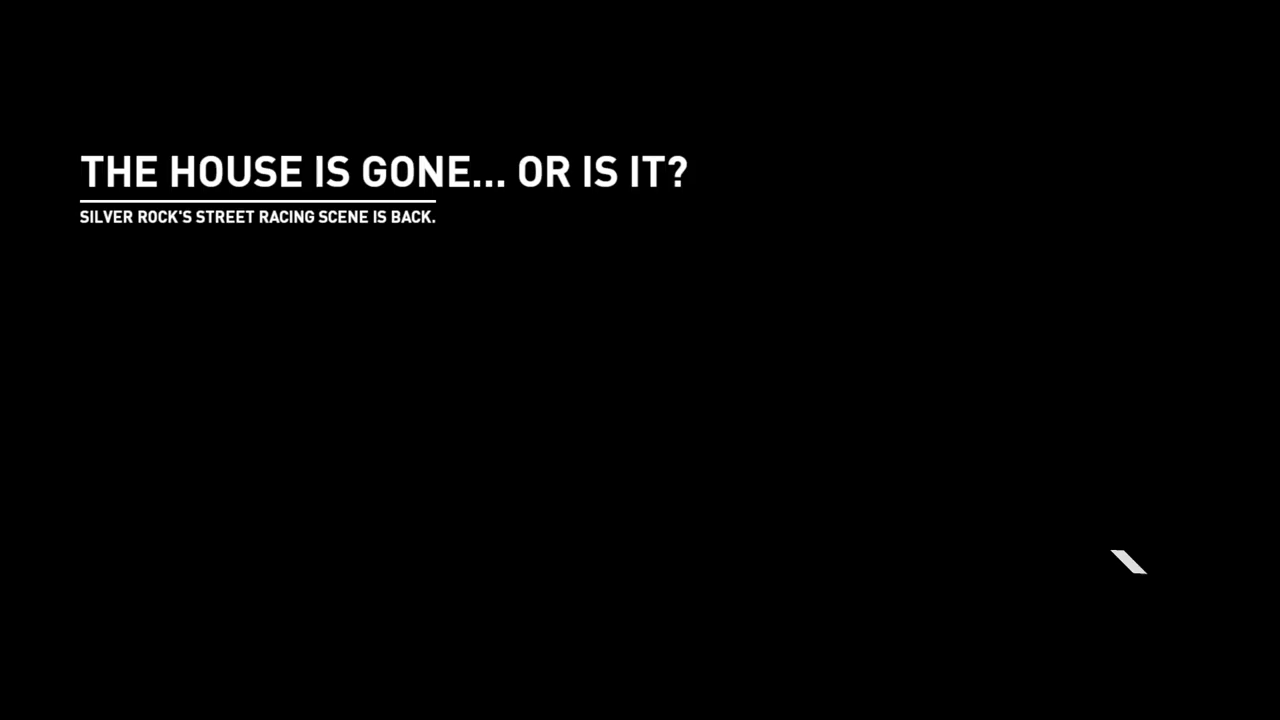 THE HOUSE IS GONE... OR IS IT?
SILVER ROCK'S STREET RACING SCENE IS BACK.